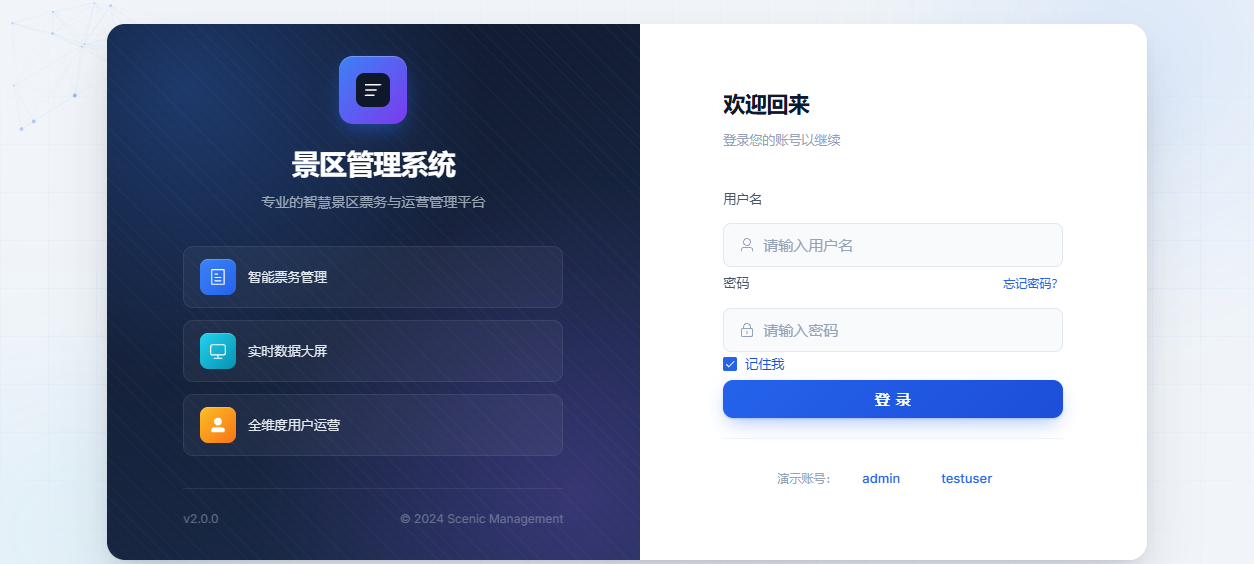 景区管理系统
专业的智慧景区票务与运营管理平台
智能票务管理
实时数据大屏
全维度用户运营
v2.0.0
© 2024 Scenic Management
欢迎回来
登录您的账号以继续
用户名
请输入用户名
密码 忘记密码?
请输入密码
记住我
登 录
演示账号: admin testuser